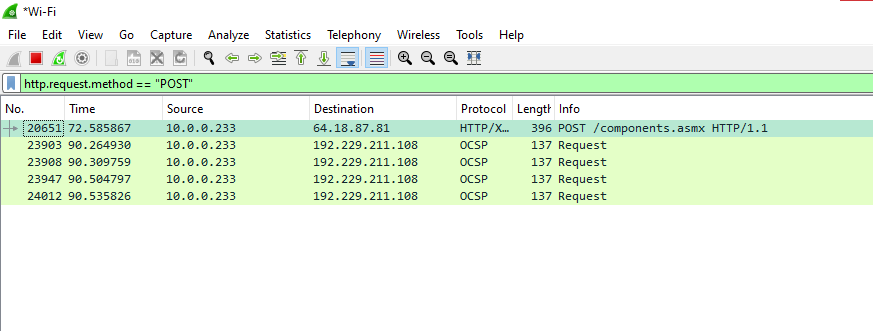 *Wi-Fi
File Edit View Go Capture Analyze Statistics Telephony Wireless Tools Help
http.request.method == "POST"
No. Time Source Destination Protocol Length Info
20651 72.585867 10.0.0.233 64.18.87.81 HTTP/X… 396 POST /components.asmx HTTP/1.1
23903 90.264930 10.0.0.233 192.229.211.108 OCSP 137 Request
23908 90.309759 10.0.0.233 192.229.211.108 OCSP 137 Request
23947 90.504797 10.0.0.233 192.229.211.108 OCSP 137 Request
24012 90.535826 10.0.0.233 192.229.211.108 OCSP 137 Request